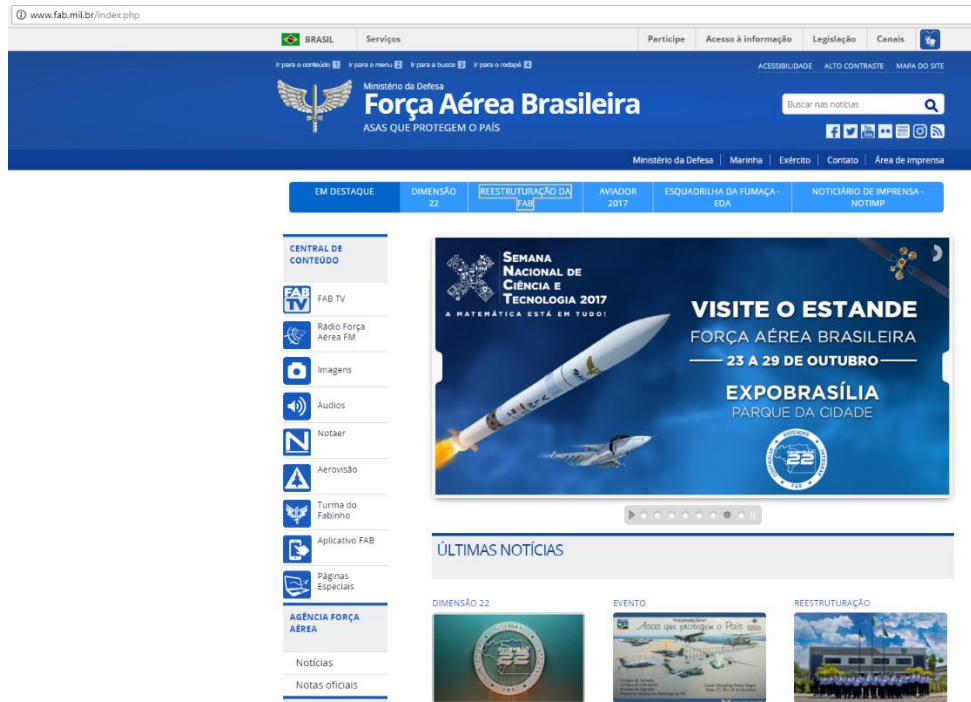 www.fab.mil.br/index.php
BRASIL Serviços Participe Acesso à informação Legislação Canais
Ir para o conteúdo 1 Ir para o menu 2 Ir para a busca 3 Ir para o rodapé 4 ACESSIBILIDADE ALTO CONTRASTE MAPA DO SITE
Ministério da Defesa
Força Aérea Brasileira
ASAS QUE PROTEGEM O PAÍS
Buscar nas notícias
Ministério da Defesa Marinha Exército Contato Área de imprensa
EM DESTAQUE
DIMENSÃO
22
REESTRUTURAÇÃO DA
FAB
AVIADOR
2017
ESQUADRILHA DA FUMAÇA -
EDA
NOTICIÁRIO DE IMPRENSA -
NOTIMP
CENTRAL DE
CONTEÚDO
FAB
TV
FAB TV
Rádio Força
Aérea FM
Imagens
Áudios
Notaer
Aerovisão
Turma do
Fabinho
Aplicativo FAB
Páginas
Especiais
AGÊNCIA FORÇA
AÉREA
Notícias
Notas oficiais
SEMANA
NACIONAL DE
CIÊNCIA E
TECNOLOGIA 2017
A MATEMÁTICA ESTÁ EM TUDO!
VISITE O ESTANDE
FORÇA AÉREA BRASILEIRA
23 A 29 DE OUTUBRO
EXPOBRASÍLIA
PARQUE DA CIDADE
DEFENDER
INTEGRAR
22
FAB
ÚLTIMAS NOTÍCIAS
DIMENSÃO 22
EVENTO
REESTRUTURAÇÃO
22
Asas que protegem o País